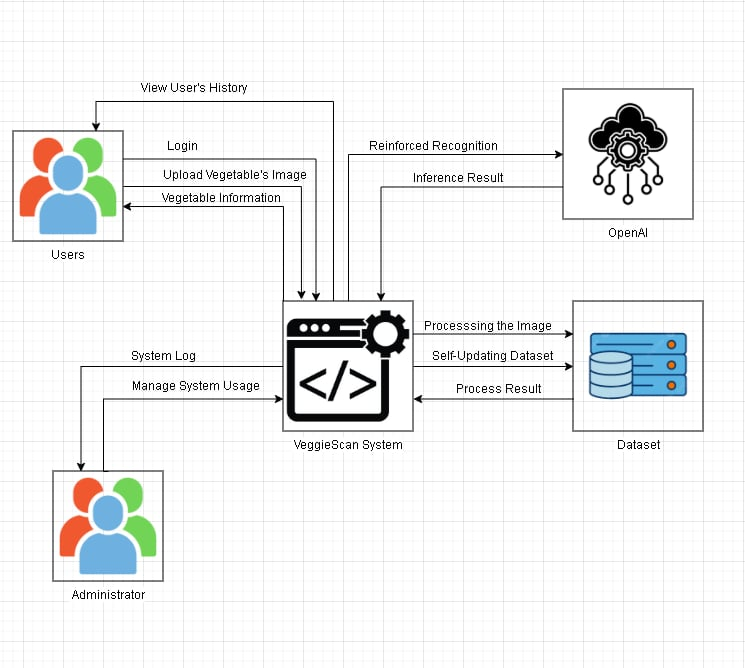 View User's History
Login
Upload Vegetable's Image
Vegetable Information
Users
Reinforced Recognition
Inference Result
OpenAI
Processsing the Image
Self-Updating Dataset
Process Result
Dataset
System Log
Manage System Usage
</>
VeggieScan System
Administrator